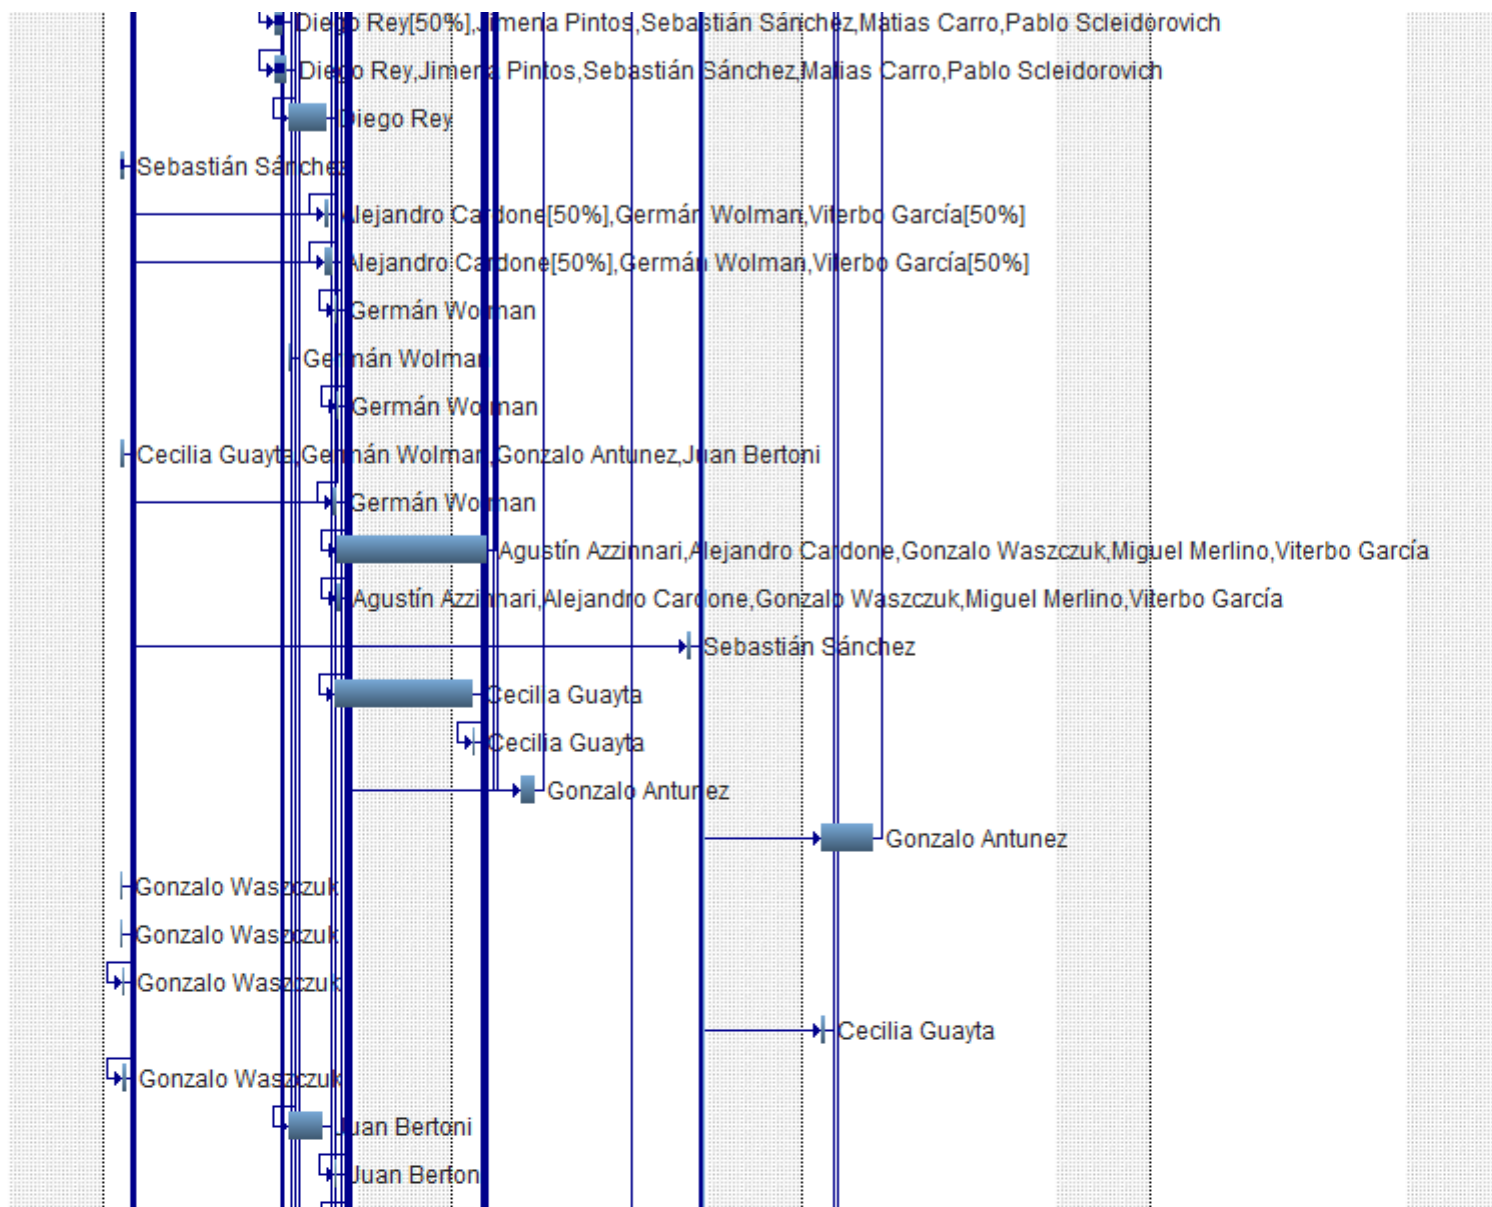 Diego Rey[50%],Jimena Pintos,Sebastián Sánchez,Matias Carro,Pablo Scleidorovich
Diego Rey,Jimena Pintos,Sebastián Sánchez,Matias Carro,Pablo Scleidorovich
Diego Rey
Sebastián Sánchez
Alejandro Cardone[50%],Germán Wolman,Viterbo García[50%]
Alejandro Cardone[50%],Germán Wolman,Viterbo García[50%]
Germán Wolman
Germán Wolman
Germán Wolman
Cecilia Guayta,Germán Wolman,Gonzalo Antunez,Juan Bertoni
Germán Wolman
Agustín Azzinnari,Alejandro Cardone,Gonzalo Waszczuk,Miguel Merlino,Viterbo García
Agustín Azzinnari,Alejandro Cardone,Gonzalo Waszczuk,Miguel Merlino,Viterbo García
Sebastián Sánchez
Cecilia Guayta
Cecilia Guayta
Gonzalo Antunez
Gonzalo Antunez
Gonzalo Waszczuk
Gonzalo Waszczuk
Gonzalo Waszczuk
Cecilia Guayta
Gonzalo Waszczuk
Juan Bertoni
Juan Bertoni